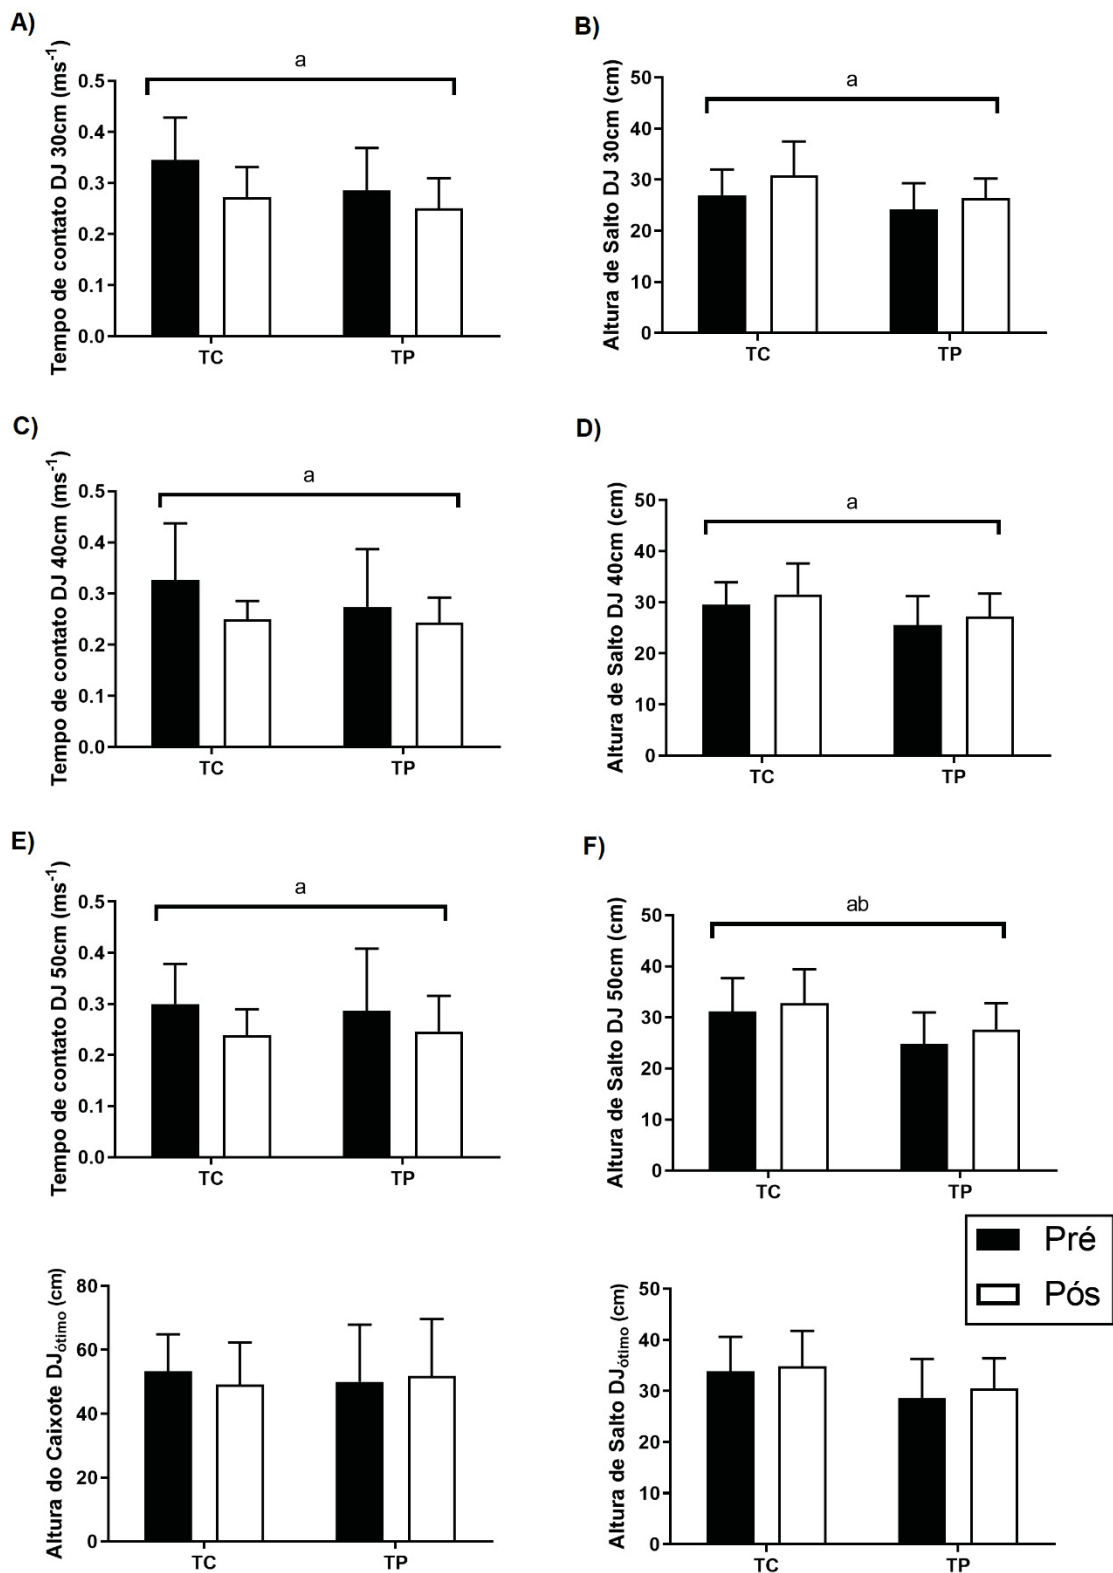 A)
Tempo de contato DJ 30cm (ms⁻¹)
a
0.5
0.4
0.3
0.2
0.1
0.0
TC
TP
B)
Altura de Salto DJ 30cm (cm)
a
50
40
30
20
10
0
TC
TP
C)
Tempo de contato DJ 40cm (ms⁻¹)
a
0.5
0.4
0.3
0.2
0.1
0.0
TC
TP
D)
Altura de Salto DJ 40cm (cm)
a
50
40
30
20
10
0
TC
TP
E)
Tempo de contato DJ 50cm (ms⁻¹)
a
0.5
0.4
0.3
0.2
0.1
0.0
TC
TP
F)
Altura de Salto DJ 50cm (cm)
ab
50
40
30
20
10
0
TC
TP
Pré
Pós
Altura do Caixote DJótimo (cm)
80
60
40
20
0
TC
TP
Altura de Salto DJótimo (cm)
50
40
30
20
10
0
TC
TP